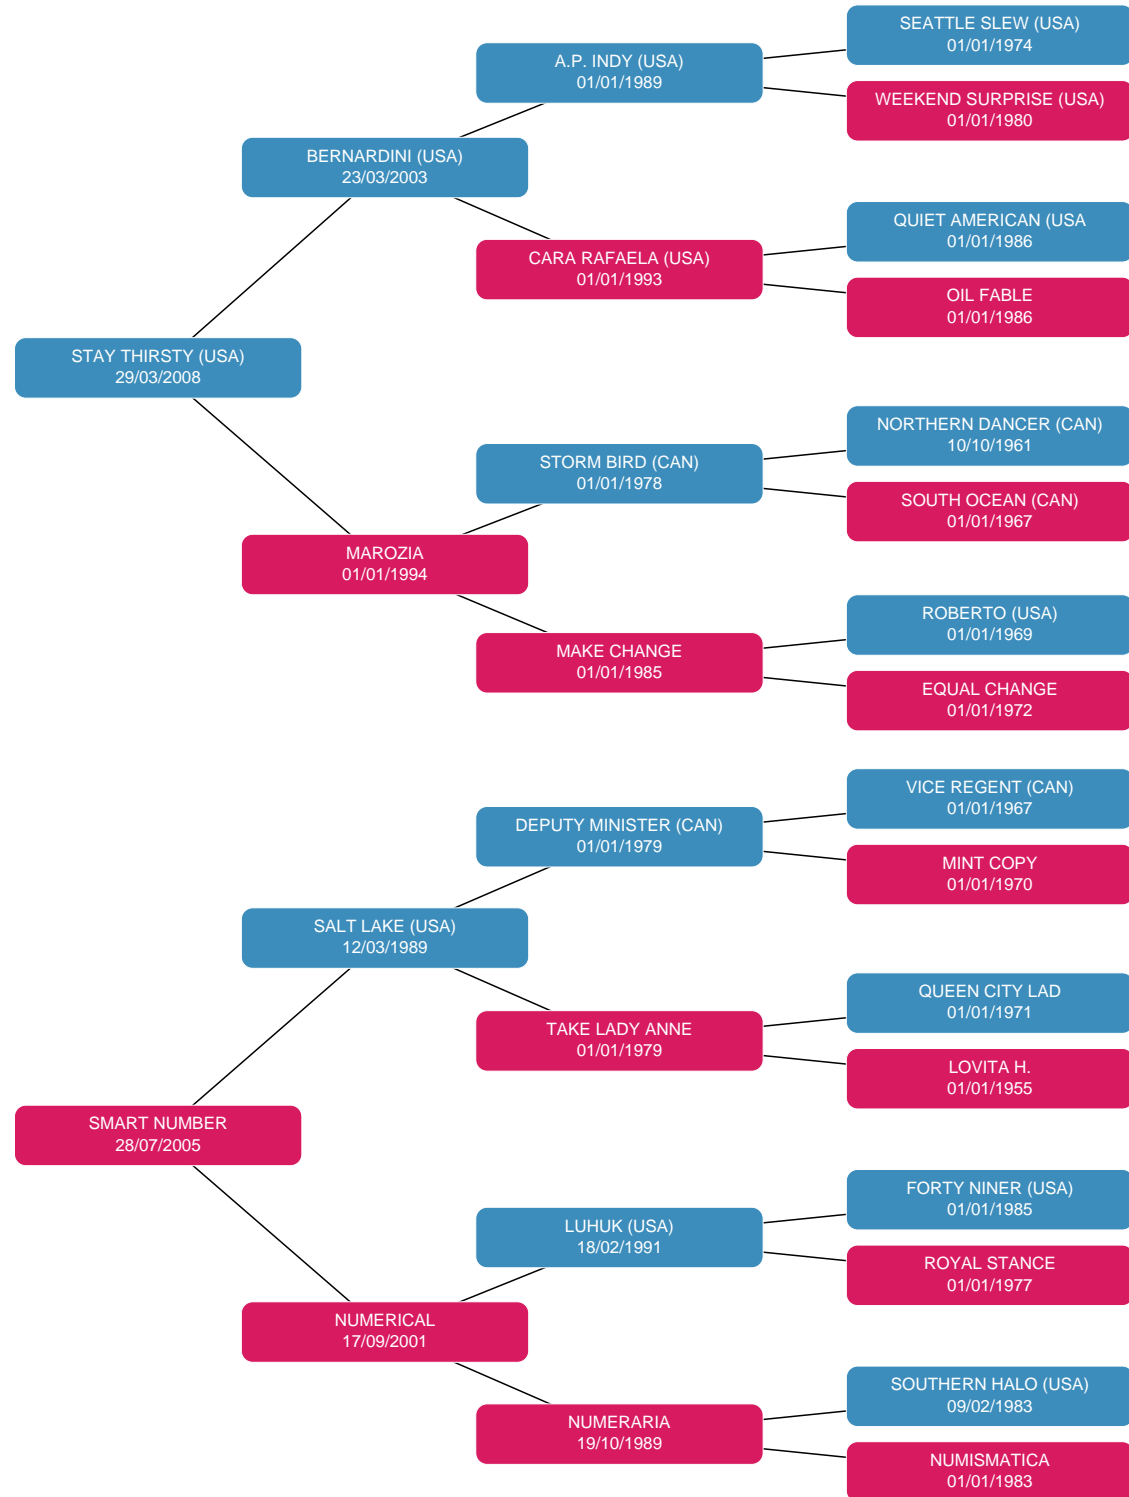 SEATTLE SLEW (USA)
01/01/1974
A.P. INDY (USA)
01/01/1989
WEEKEND SURPRISE (USA)
01/01/1980
BERNARDINI (USA)
23/03/2003
QUIET AMERICAN (USA
01/01/1986
CARA RAFAELA (USA)
01/01/1993
OIL FABLE
01/01/1986
STAY THIRSTY (USA)
29/03/2008
NORTHERN DANCER (CAN)
10/10/1961
STORM BIRD (CAN)
01/01/1978
SOUTH OCEAN (CAN)
01/01/1967
MAROZIA
01/01/1994
ROBERTO (USA)
01/01/1969
MAKE CHANGE
01/01/1985
EQUAL CHANGE
01/01/1972
VICE REGENT (CAN)
01/01/1967
DEPUTY MINISTER (CAN)
01/01/1979
MINT COPY
01/01/1970
SALT LAKE (USA)
12/03/1989
QUEEN CITY LAD
01/01/1971
TAKE LADY ANNE
01/01/1979
LOVITA H.
01/01/1955
SMART NUMBER
28/07/2005
FORTY NINER (USA)
01/01/1985
LUHUK (USA)
18/02/1991
ROYAL STANCE
01/01/1977
NUMERICAL
17/09/2001
SOUTHERN HALO (USA)
09/02/1983
NUMERARIA
19/10/1989
NUMISMATICA
01/01/1983